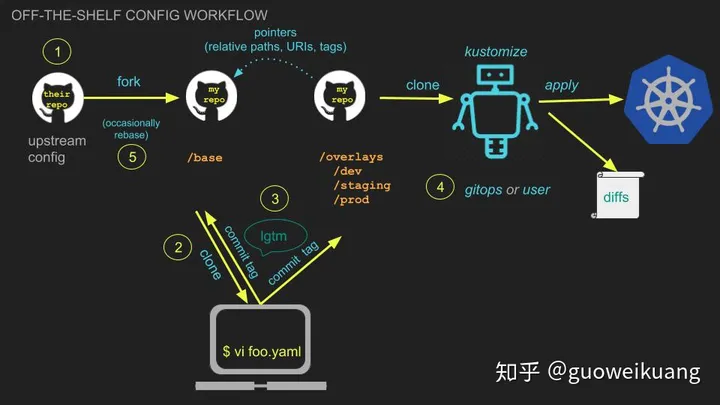 OFF-THE-SHELF CONFIG WORKFLOW
1
pointers
(relative paths, URIs, tags)
kustomize
their
repo
fork
my
repo
my
repo
clone
apply
upstream
config
(occasionally
rebase)
5
/base
/overlays
/dev
/staging
/prod
4
gitops or user
diffs
3
2
lgtm
clone
commit tag
commit tag
$ vi foo.yaml
知乎 @guoweikuang